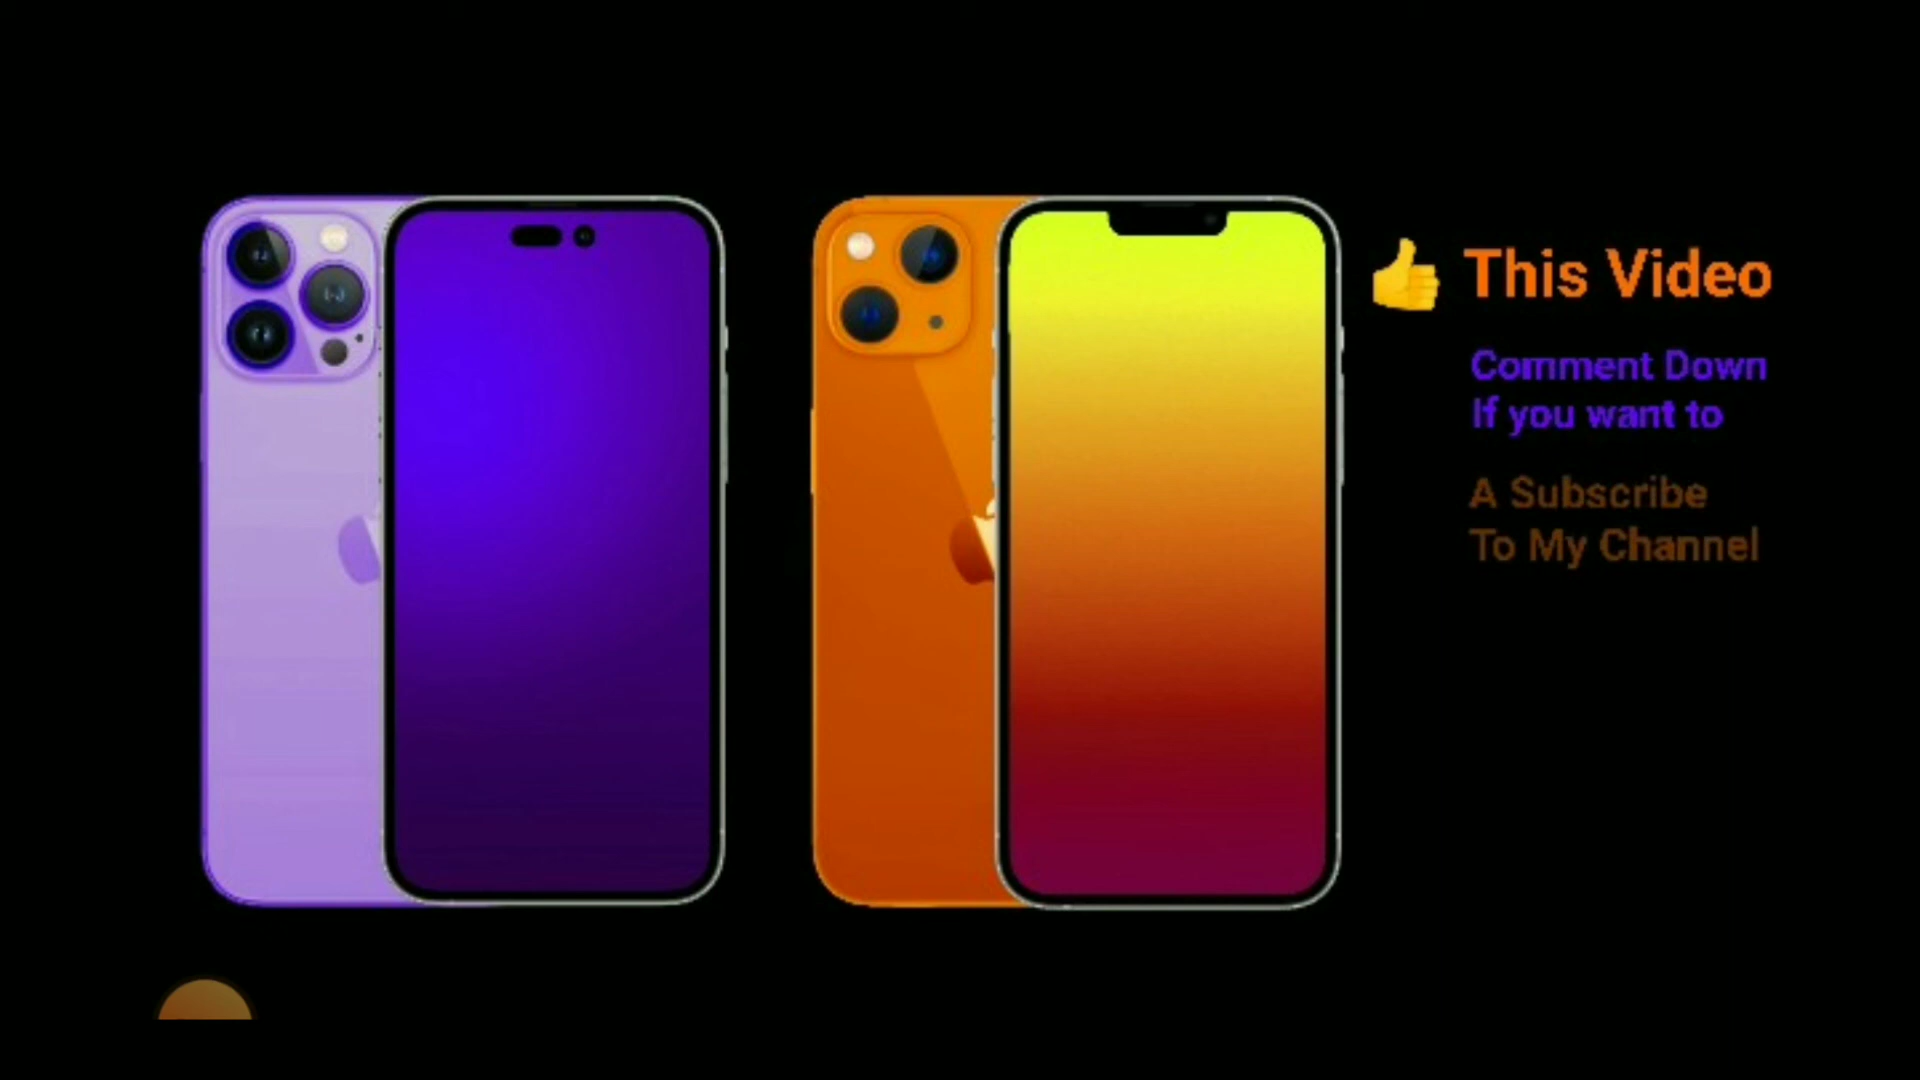 👍 This Video
Comment Down
If you want to
A Subscribe
To My Channel